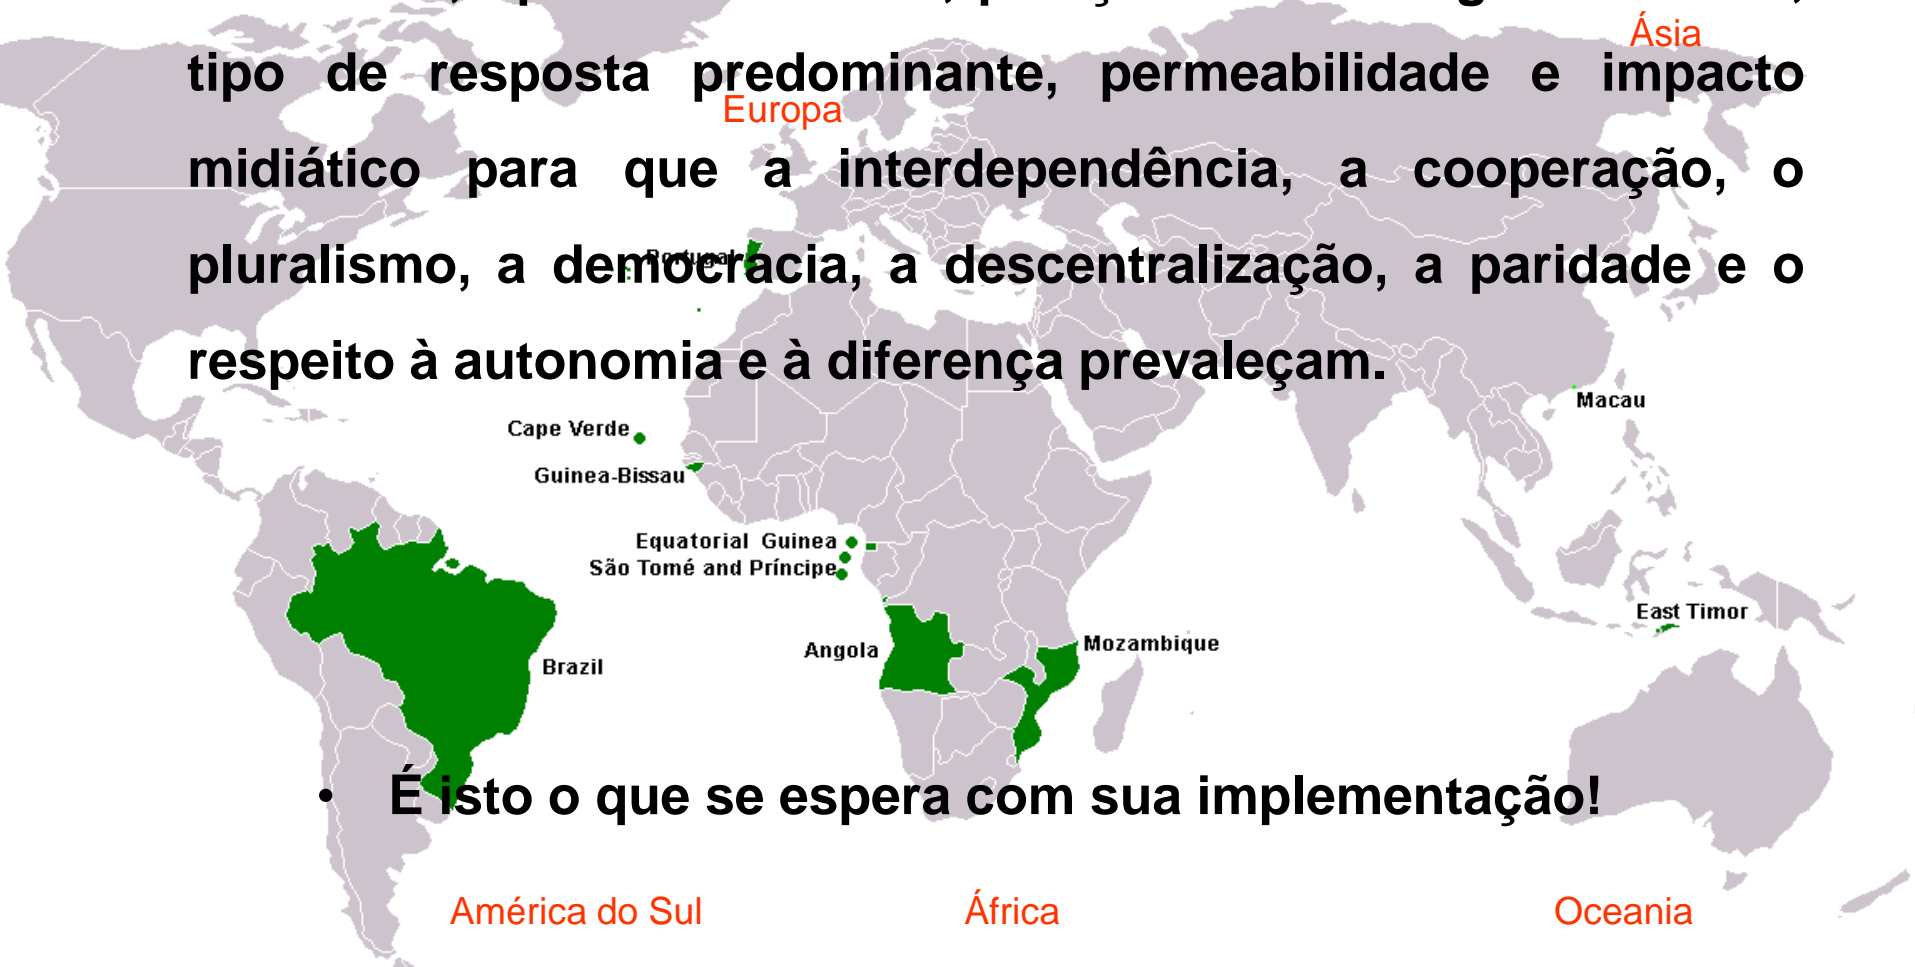 Ásia
tipo de resposta predominante, permeabilidade e impacto
Europa
midiático para que a interdependência, a cooperação, o
pluralismo, a democracia, a descentralização, a paridade e o
Portugal
respeito à autonomia e à diferença prevaleçam.
Macau
Cape Verde
Guinea-Bissau
Equatorial Guinea
São Tomé and Príncipe
East Timor
Angola
Mozambique
Brazil
• É isto o que se espera com sua implementação!
América do Sul
África
Oceania